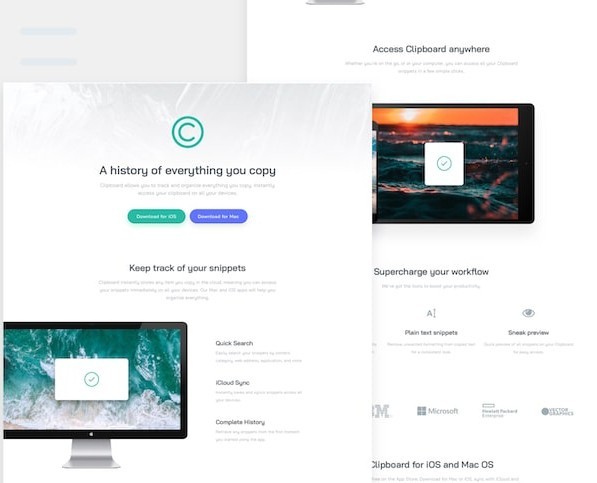 Access Clipboard anywhere
Whether you're on the go, or at your computer, you can access all your Clipboard
snippets in a few simple clicks.
A history of everything you copy
Clipboard allows you to track and organize everything you copy. Instantly
access your clipboard on all your devices.
Download for iOS
Download for Mac
Keep track of your snippets
Clipboard instantly stores any item you copy in the cloud, meaning you can access
your snippets immediately on all your devices. Our Mac and iOS apps will help you
organize everything.
Quick Search
Easily search your snippets by content,
category, web address, application, and more.
iCloud Sync
Instantly saves and syncs snippets across all
your devices.
Complete History
Retrieve any snippets from the first moment
you started using the app.
Supercharge your workflow
We've got the tools to boost your productivity.
Plain text snippets
Remove unwanted formatting from copied text
for a consistent look.
Sneak preview
Quick preview of all snippets on your Clipboard
for easy access.
Microsoft
Hewlett Packard
Enterprise
VECTOR
GRAPHICS
Clipboard for iOS and Mac OS